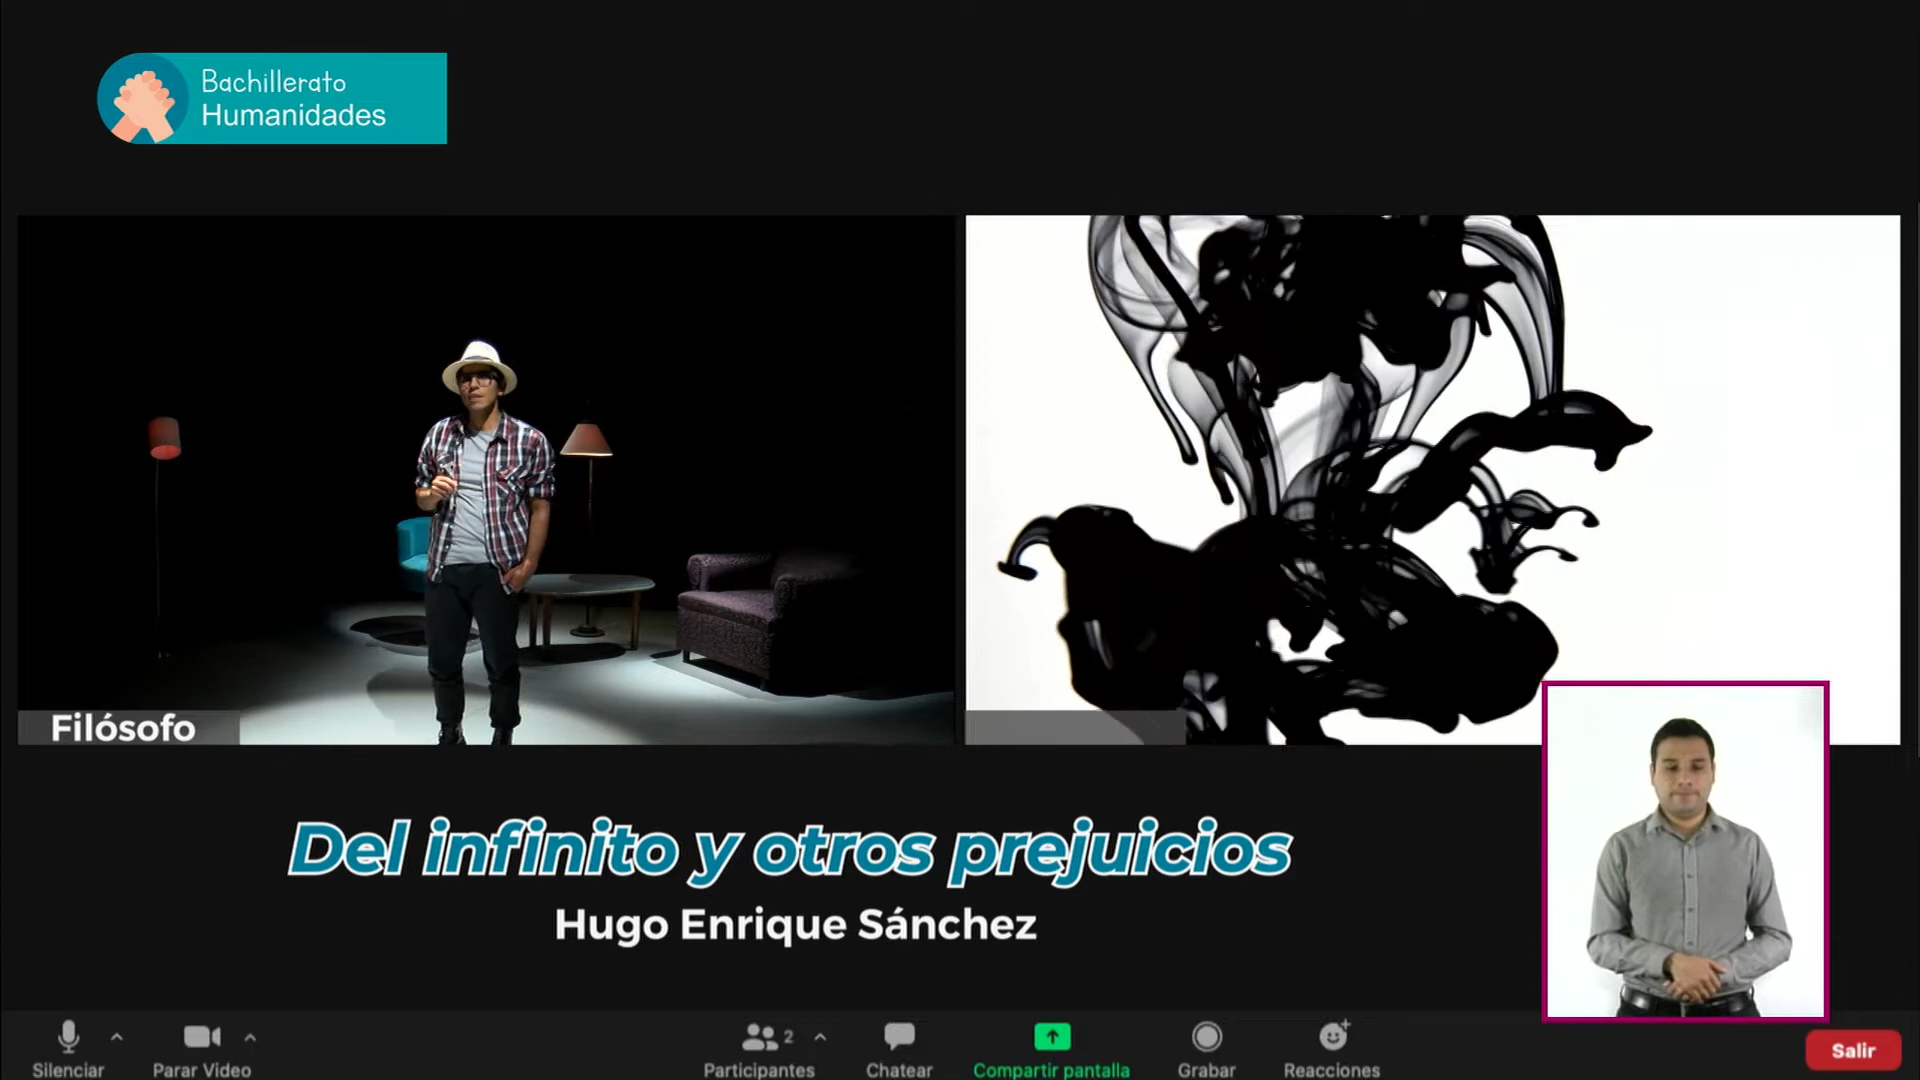 Bachillerato
Humanidades
Filósofo
Del infinito y otros prejuicios
Hugo Enrique Sánchez
Silenciar
Parar Video
2
Participantes
Chatear
Compartir pantalla
Grabar
Reacciones
Salir